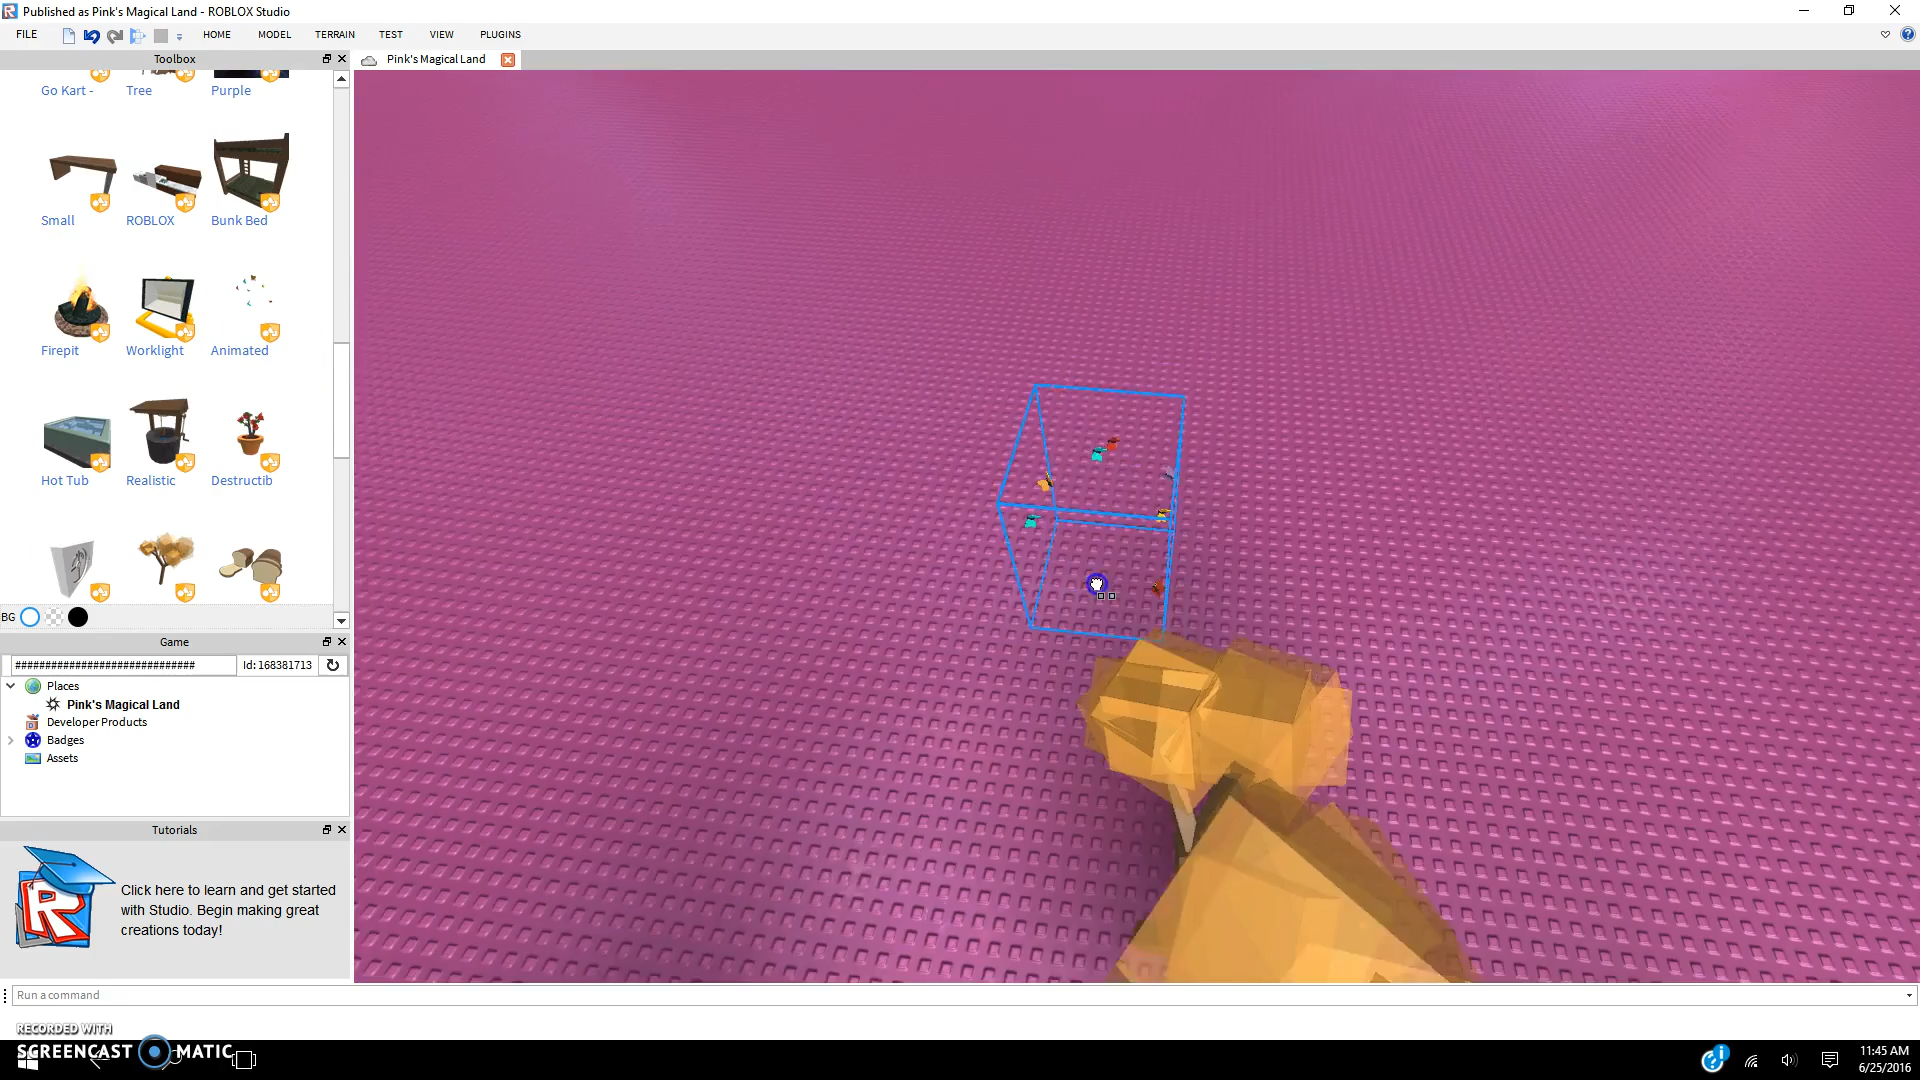 Published as Pink's Magical Land - ROBLOX Studio
FILE HOME MODEL TERRAIN TEST VIEW PLUGINS
Toolbox
Pink's Magical Land
Go Kart - Tree Purple
Small ROBLOX Bunk Bed
Firepit Worklight Animated
Hot Tub Realistic Destructib
BG
Game
############################# Id: 168381713
Places
Pink's Magical Land
Developer Products
Badges
Assets
Tutorials
Click here to learn and get started
with Studio. Begin making great
creations today!
Run a command
RECORDED WITH
SCREENCAST MATIC
11:45 AM
6/25/2016